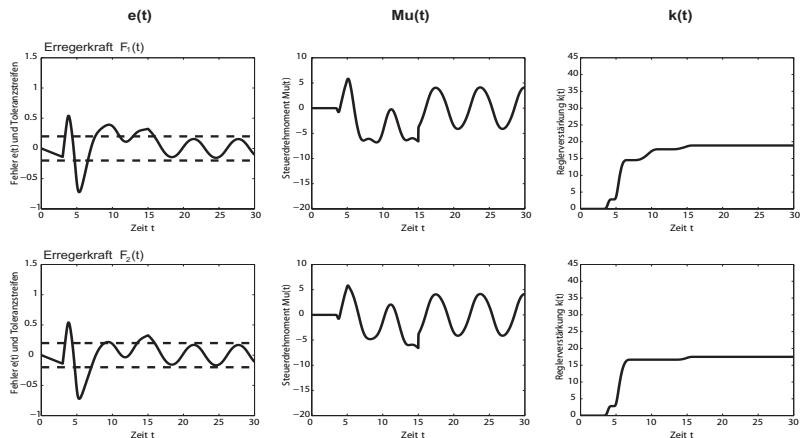 e(t)
Mu(t)
k(t)
Erregerkraft F₁(t)
Fehler e(t) und Toleranzstreifen
1.5
1
0.5
0
−0.5
−1
0 5 10 15 20 25 30
Zeit t
Steuerdrehmoment Mu(t)
10
5
0
−5
−10
−15
−20
0 5 10 15 20 25 30
Zeit t
Reglerverstärkung k(t)
45
40
35
30
25
20
15
10
5
0
0 5 10 15 20 25 30
Zeit t
Erregerkraft F₂(t)
Fehler e(t) und Toleranzstreifen
1.5
1
0.5
0
−0.5
−1
0 5 10 15 20 25 30
Zeit t
Steuerdrehmoment Mu(t)
10
5
0
−5
−10
−15
−20
0 5 10 15 20 25 30
Zeit t
Reglerverstärkung k(t)
45
40
35
30
25
20
15
10
5
0
0 5 10 15 20 25 30
Zeit t